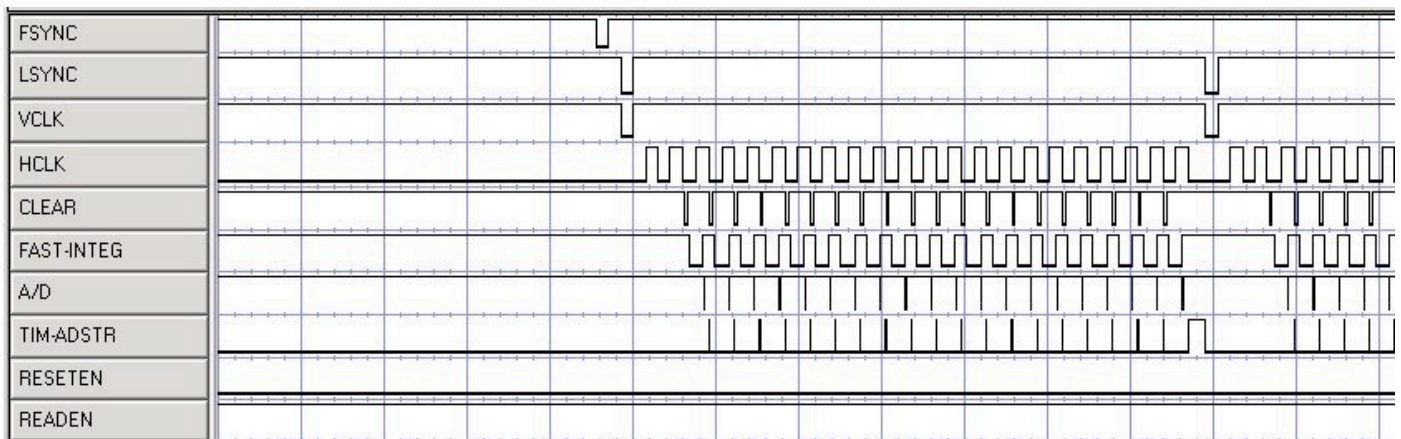 FSYNC
LSYNC
VCLK
HCLK
CLEAR
FAST-INTEG
A/D
TIM-ADSTR
RESETEN
READEN